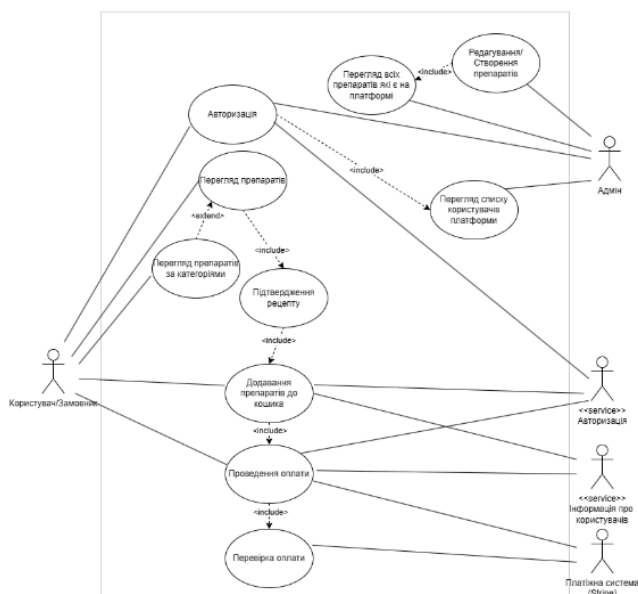 Редагування/
Створення
препаратів
<include>
Перегляд всіх
препаратів які є на
платформі
Авторизація
Адмін
<include>
Перегляд препаратів
<extend>
Перегляд списку
користувачів
платформи
<include>
Перегляд препаратів
за категоріями
Підтвердження
рецепту
<include>
Користувач/Замовник
Додавання
препаратів до
кошика
<<service>>
Авторизація
<include>
Проведення оплати
<<service>>
Інформація про
користувачів
<include>
Перевірка оплати
Платіжна система
(Stripe)